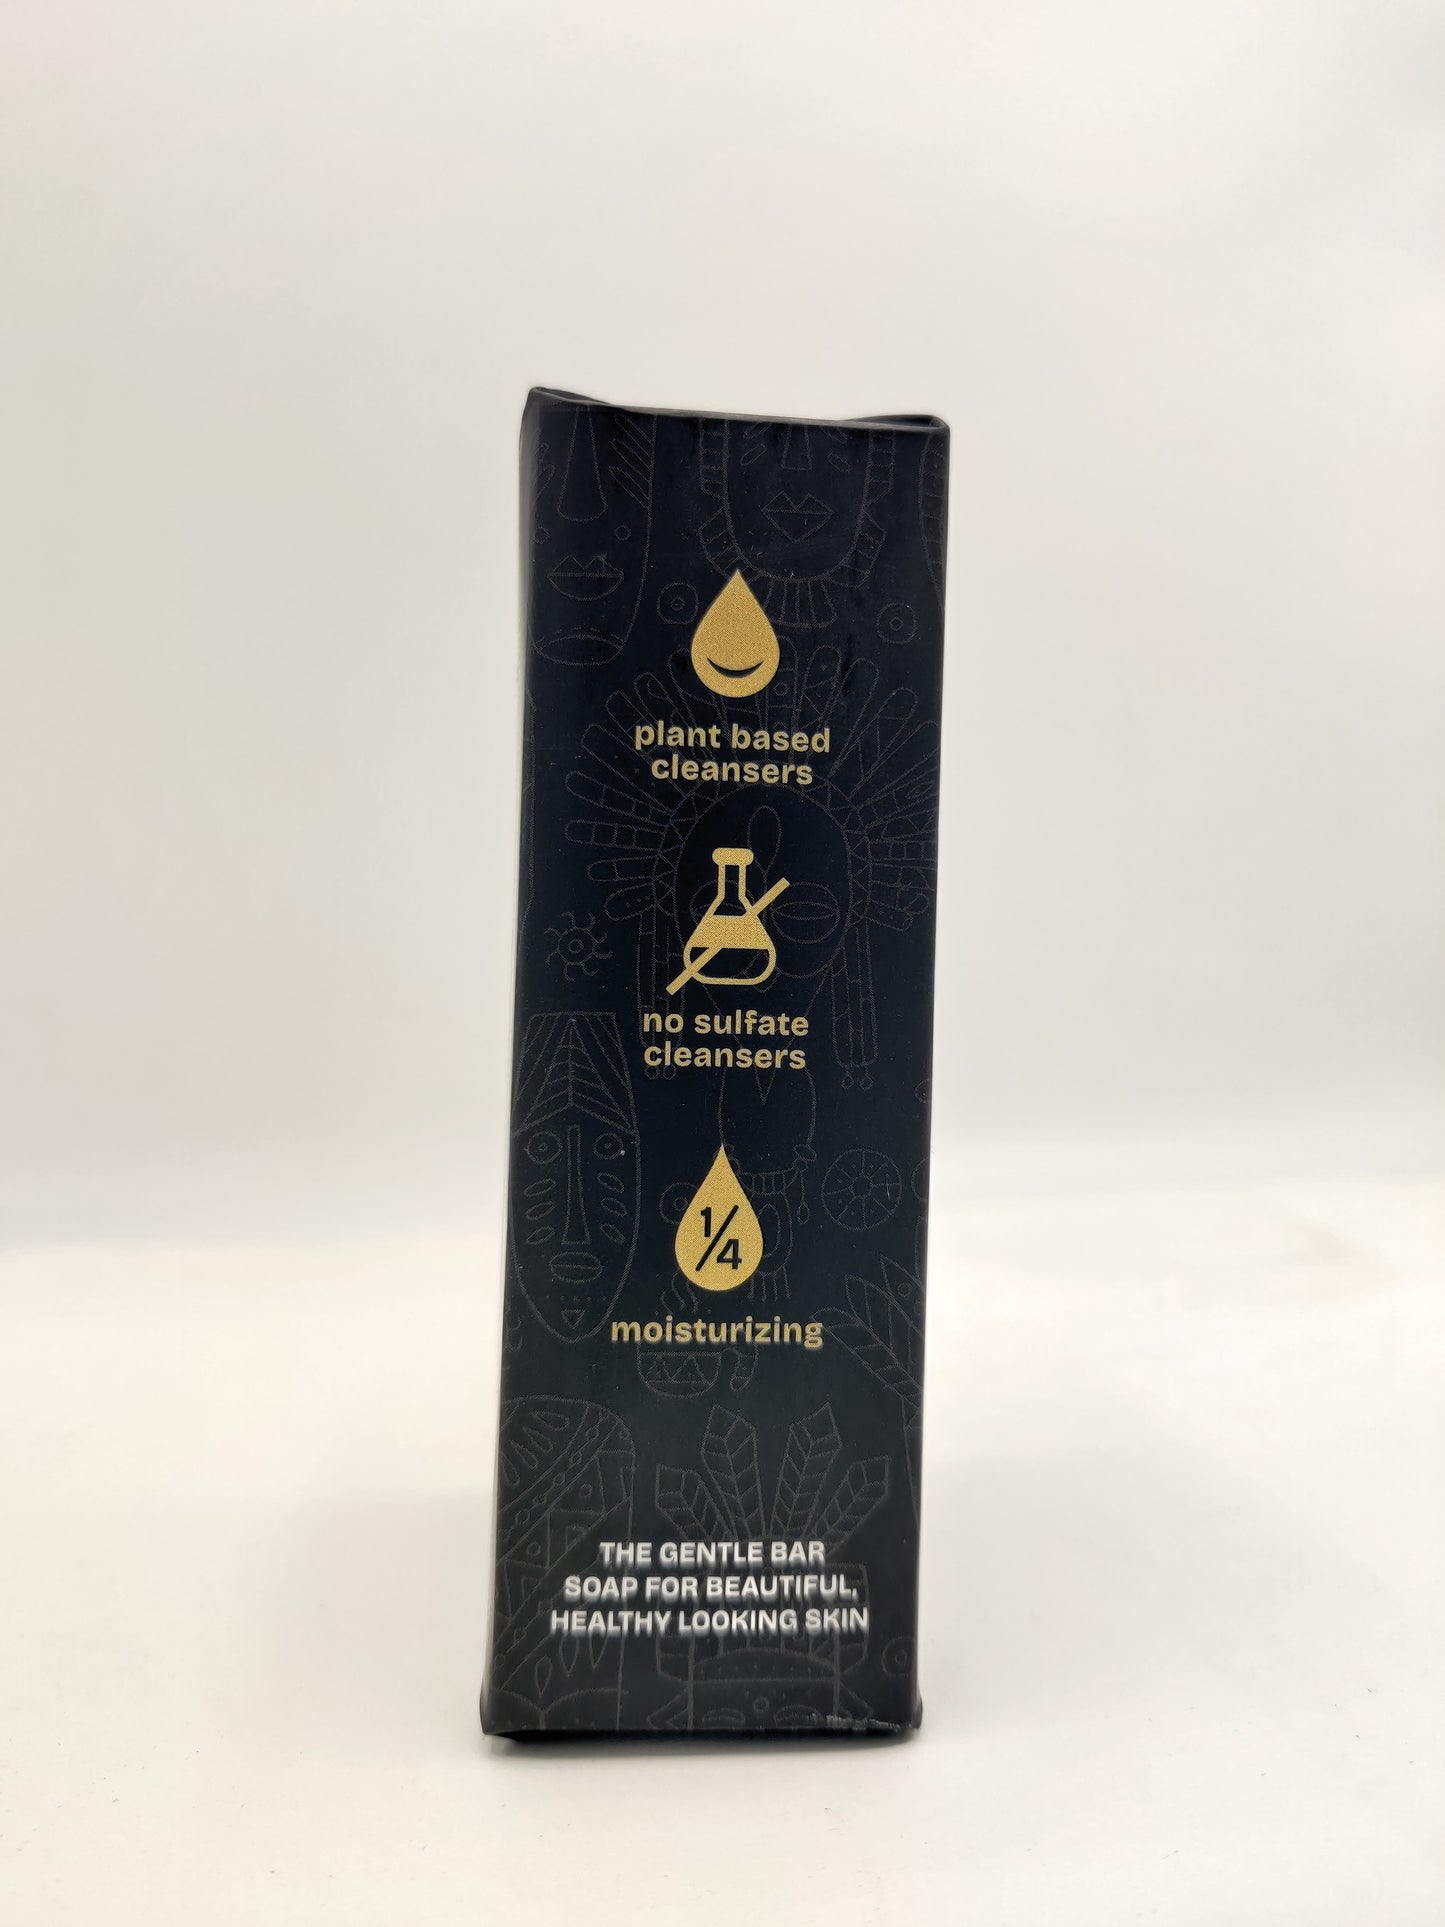 plant based
cleansers
no sulfate
cleansers
1/4
moisturizing
THE GENTLE BAR
SOAP FOR BEAUTIFUL,
HEALTHY LOOKING SKIN